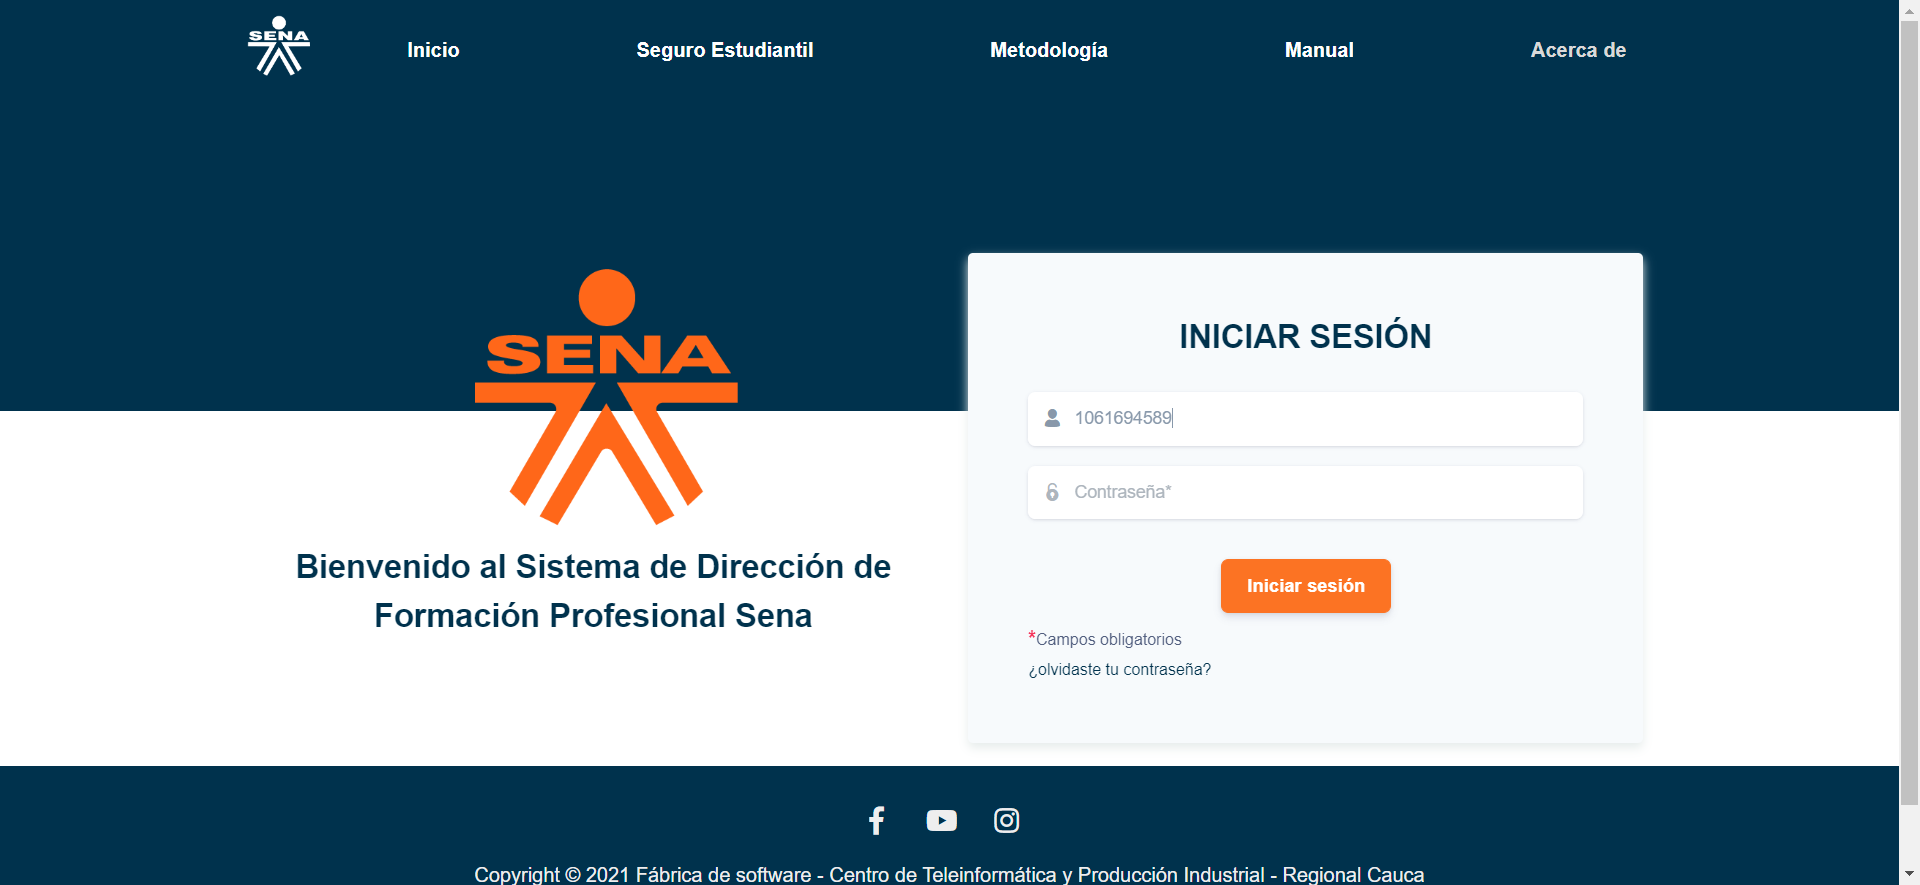 SENA
Inicio
Seguro Estudiantil
Metodología
Manual
Acerca de
SENA
Bienvenido al Sistema de Dirección de
Formación Profesional Sena
INICIAR SESIÓN
1061694589
Contraseña*
Iniciar sesión
*Campos obligatorios
¿olvidaste tu contraseña?
Copyright © 2021 Fábrica de software - Centro de Teleinformática y Producción Industrial - Regional Cauca